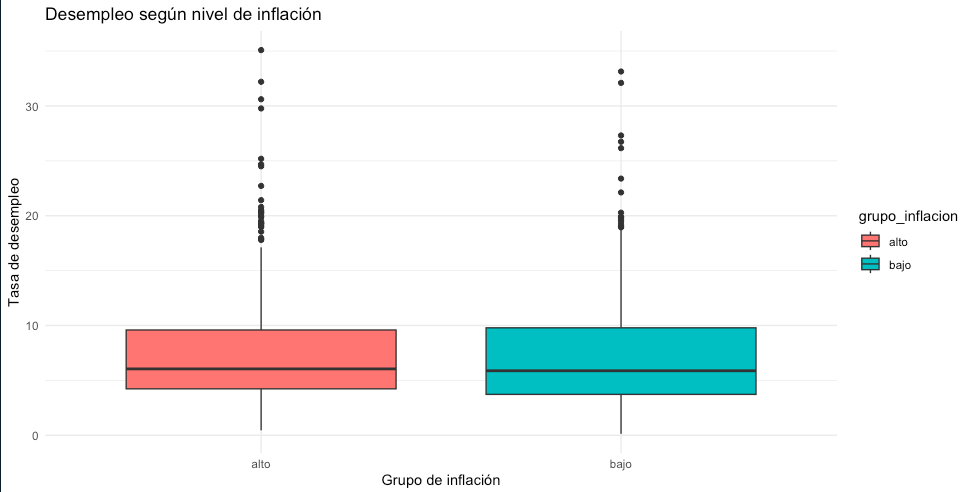 Desempleo según nivel de inflación
Tasa de desempleo
30
20
10
0
alto
bajo
Grupo de inflación
grupo_inflacion
alto
bajo